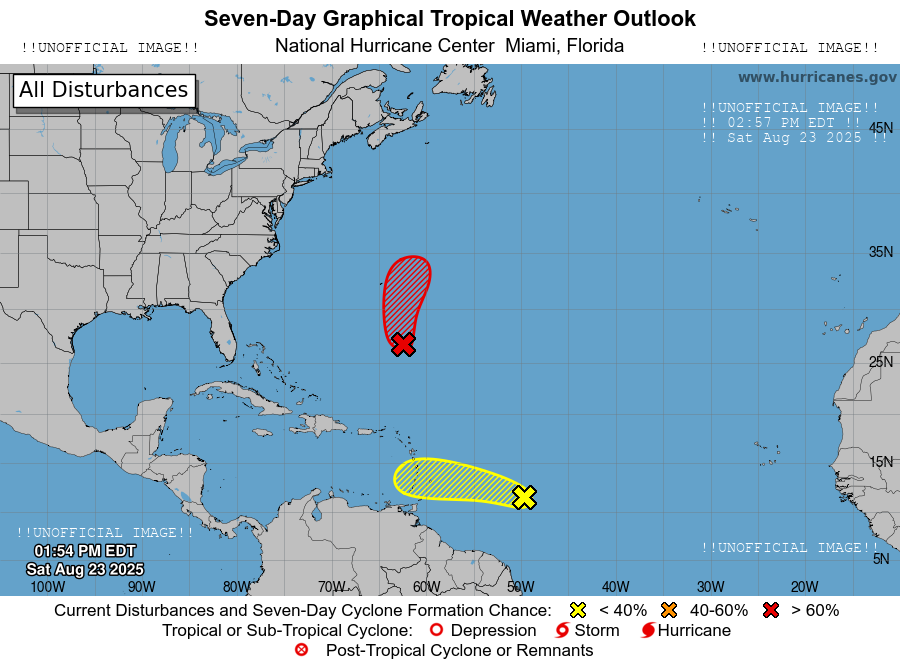 Seven-Day Graphical Tropical Weather Outlook
!!UNOFFICIAL IMAGE!! National Hurricane Center Miami, Florida !!UNOFFICIAL IMAGE!!
All Disturbances
www.hurricanes.gov
!!UNOFFICIAL IMAGE!!
!! 02:57 PM EDT !!
!! Sat Aug 23 2025 !!
45N
35N
25N
15N
!!UNOFFICIAL IMAGE!!
!!UNOFFICIAL IMAGE!!
01:54 PM EDT
Sat Aug 23 2025
5N
100W 90W 80W 70W 60W 50W 40W 30W 20W
Current Disturbances and Seven-Day Cyclone Formation Chance: < 40% 40-60% > 60%
Tropical or Sub-Tropical Cyclone: Depression Storm Hurricane
Post-Tropical Cyclone or Remnants